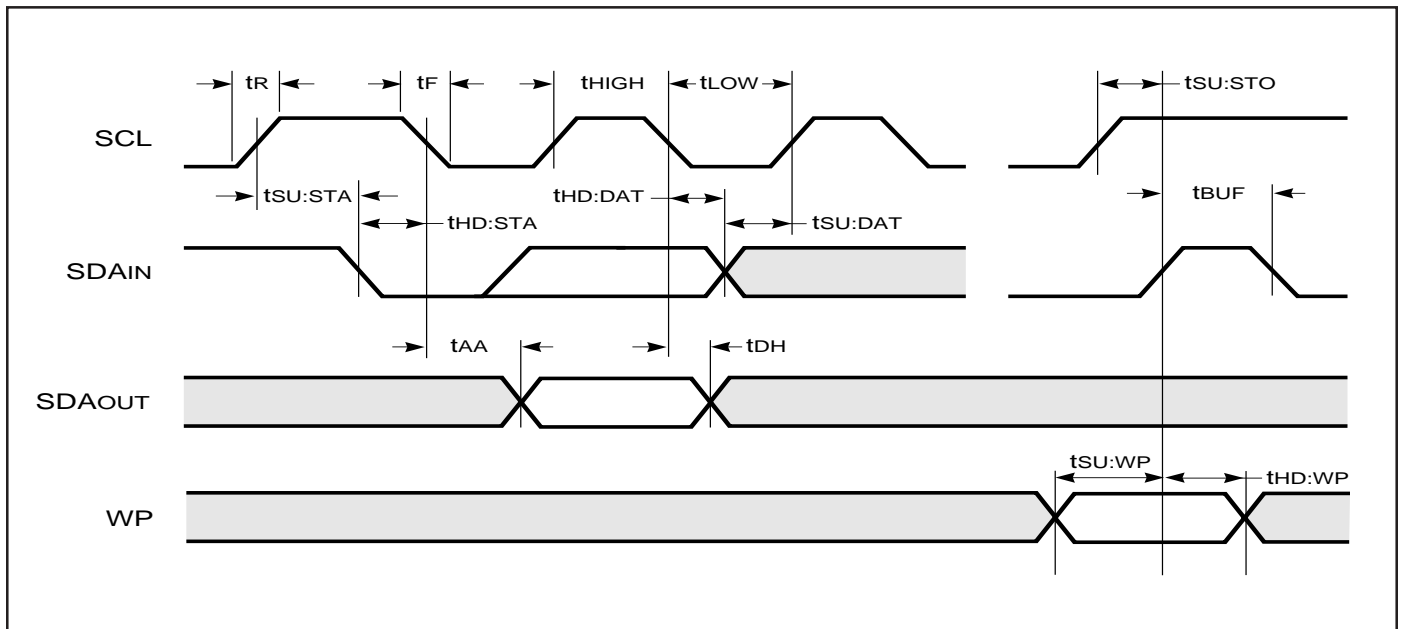 tR
tF
tHIGH
tLOW
tSU:STO
SCL
tSU:STA
tHD:STA
tHD:DAT
tSU:DAT
tBUF
SDAIN
tAA
tDH
SDAOUT
tSU:WP
tHD:WP
WP